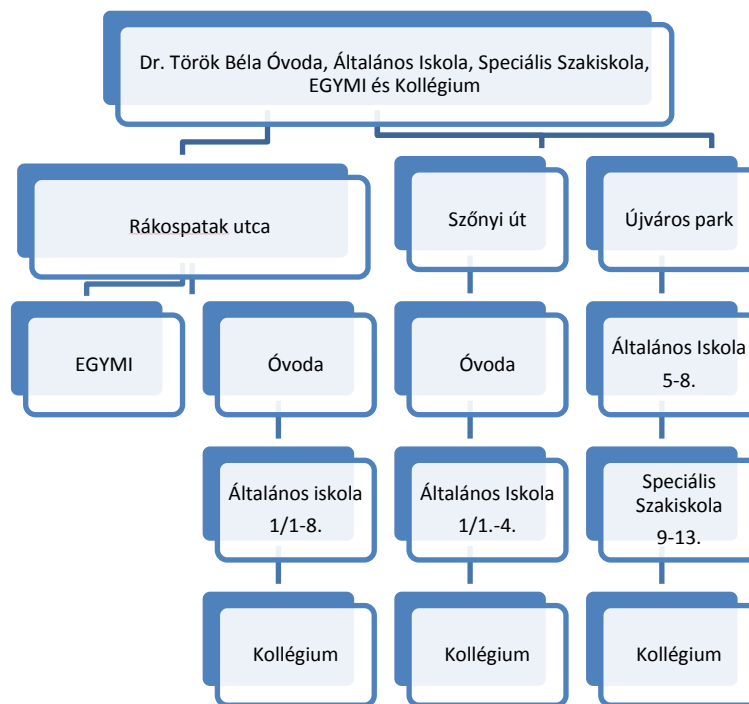 Dr. Török Béla Óvoda, Általános Iskola, Speciális Szakiskola,
EGYMI és Kollégium
Rákospatak utca
Szőnyi út
Újváros park
EGYMI
Óvoda
Óvoda
Általános Iskola
5-8.
Általános iskola
1/1-8.
Általános Iskola
1/1.-4.
Speciális
Szakiskola
9-13.
Kollégium
Kollégium
Kollégium